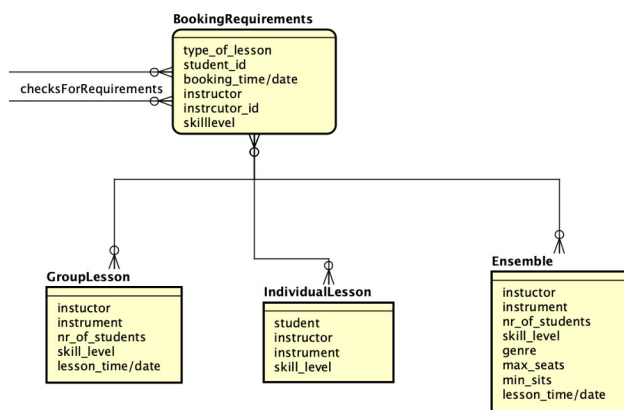 BookingRequirements
type_of_lesson
student_id
booking_time/date
instructor
instrcutor_id
skilllevel
checksForRequirements
GroupLesson
instuctor
instrument
nr_of_students
skill_level
lesson_time/date
IndividualLesson
student
instructor
instrument
skill_level
Ensemble
instuctor
instrument
nr_of_students
skill_level
genre
max_seats
min_sits
lesson_time/date